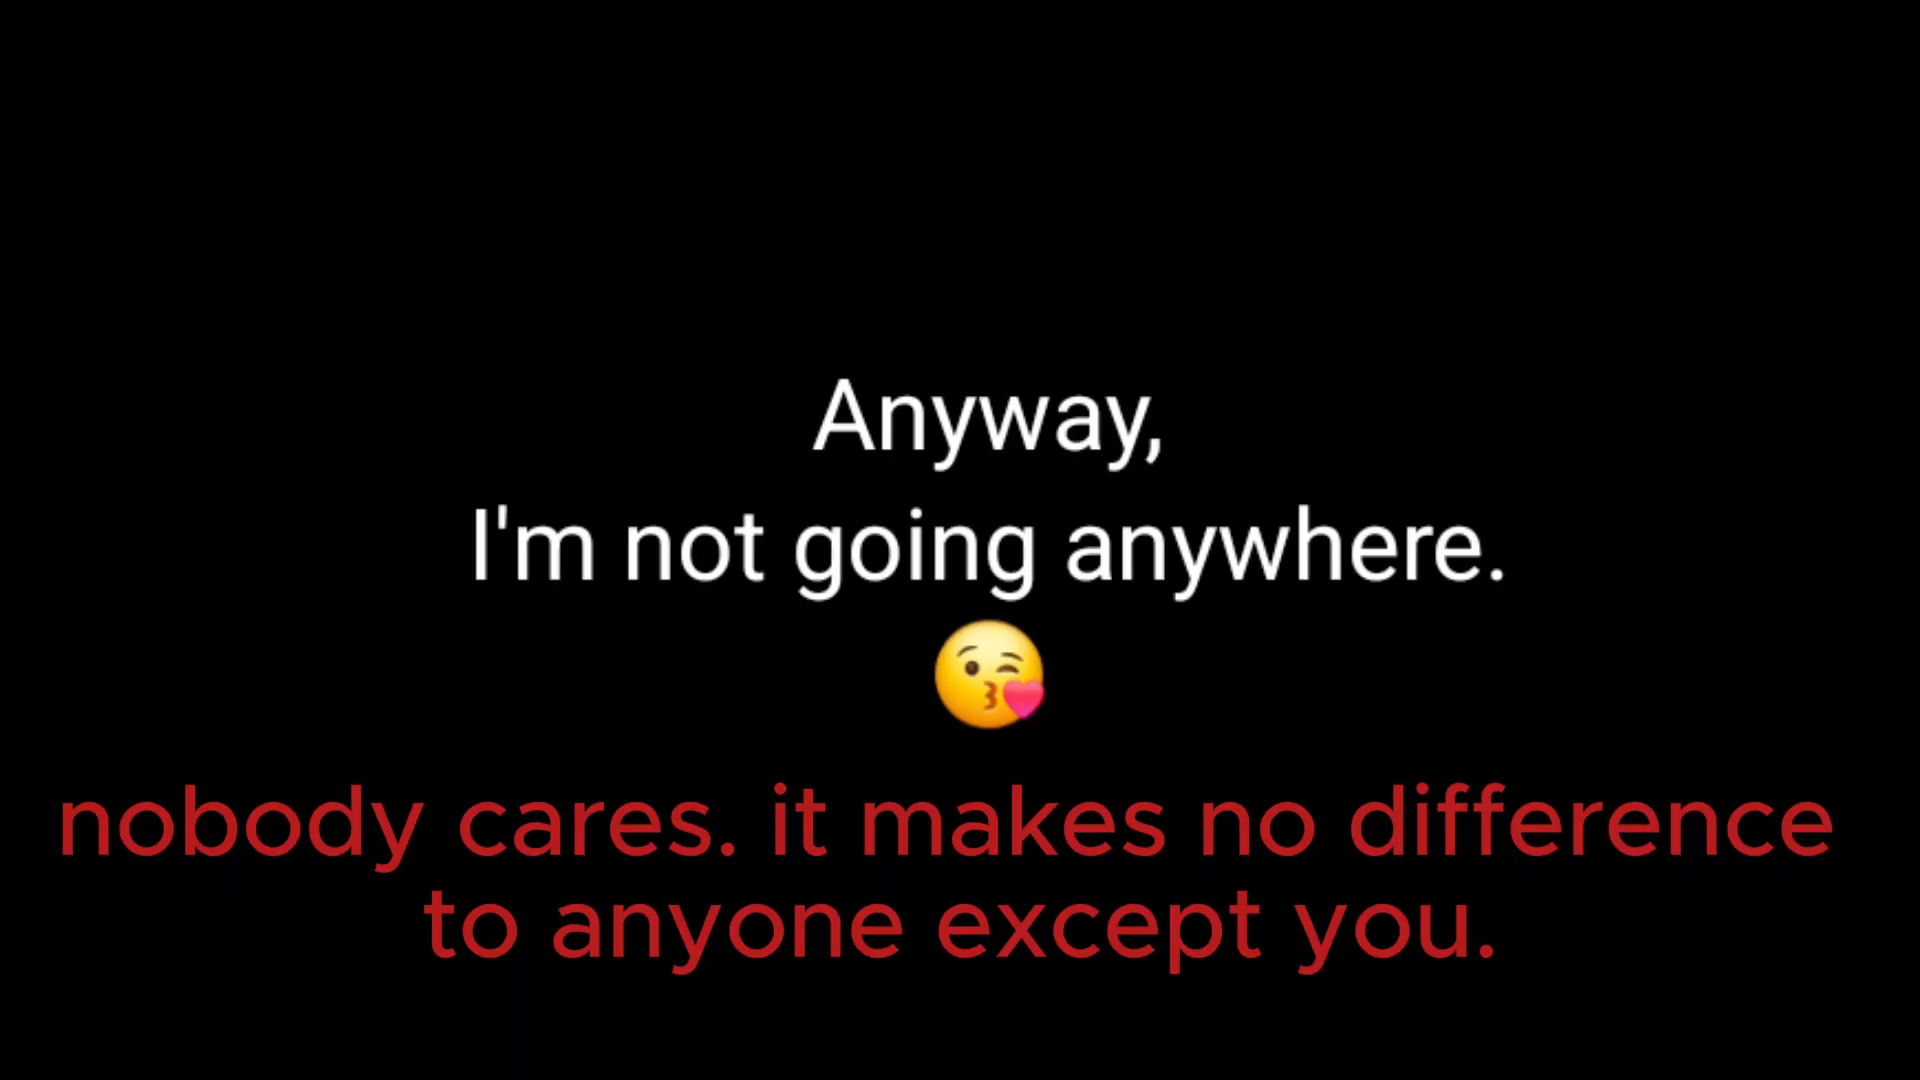 Anyway,
I'm not going anywhere.
😘
nobody cares. it makes no difference
to anyone except you.